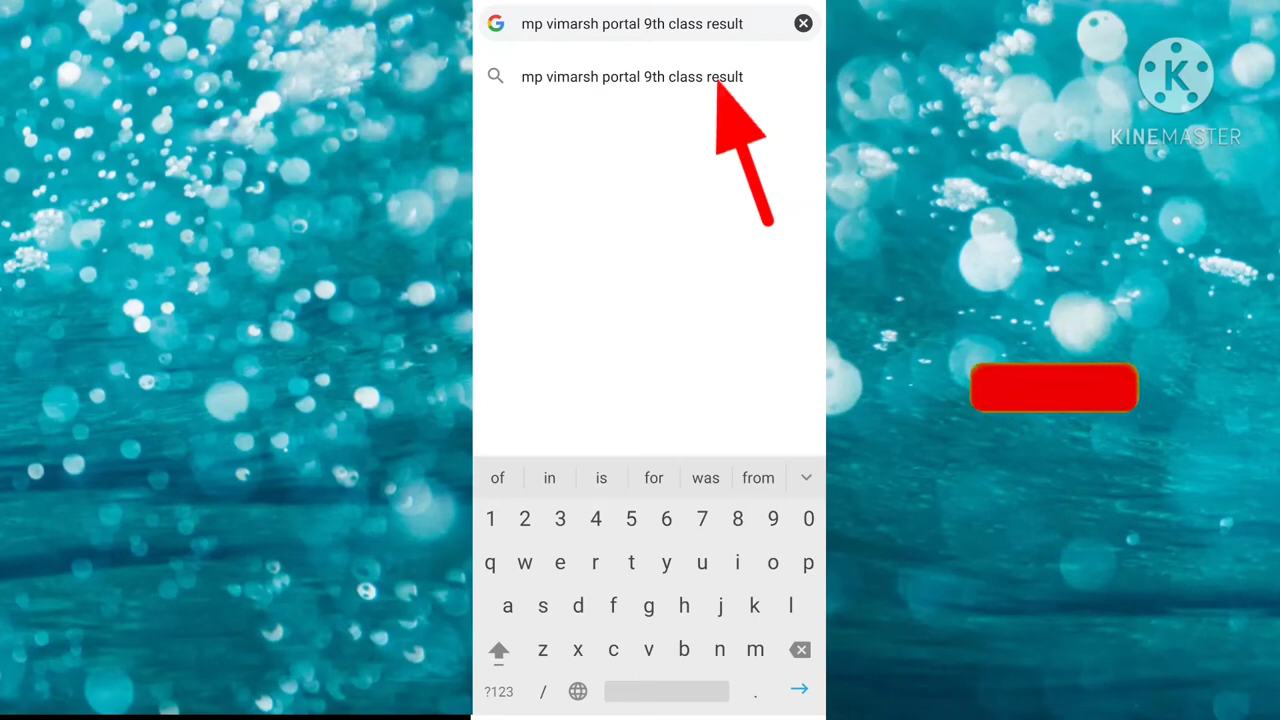 mp vimarsh portal 9th class result
mp vimarsh portal 9th class result
K
KINEMASTER
of in is for was from
1 2 3 4 5 6 7 8 9 0
q w e r t y u i o p
a s d f g h j k l
z x c v b n m
?123 / .